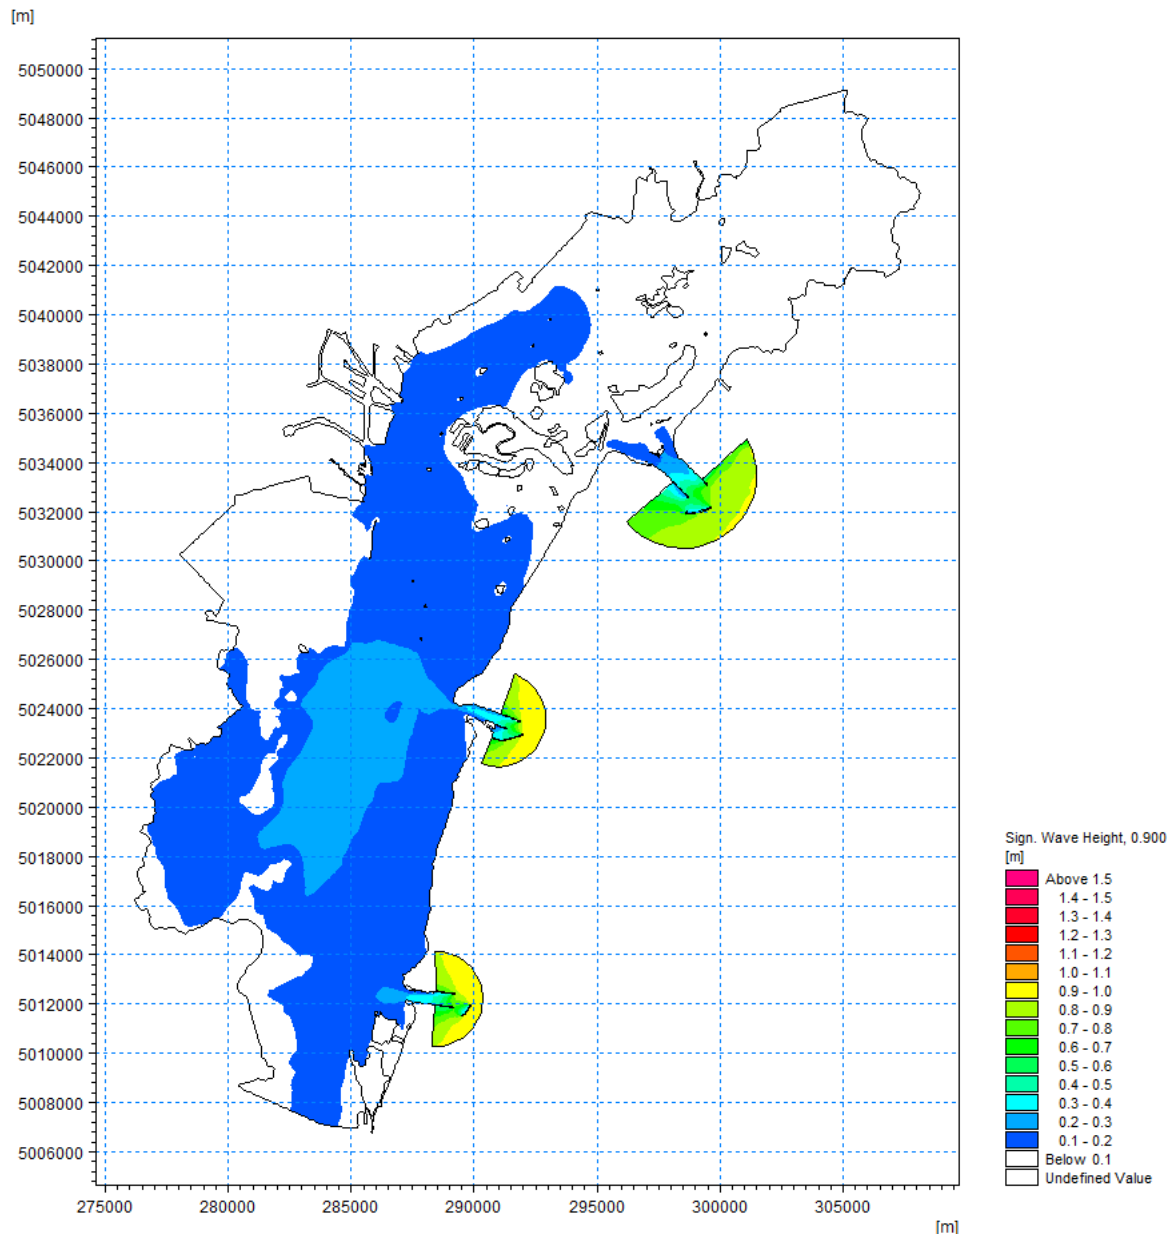 [m]
5050000
5048000
5046000
5044000
5042000
5040000
5038000
5036000
5034000
5032000
5030000
5028000
5026000
5024000
5022000
5020000
5018000
5016000
5014000
5012000
5010000
5008000
5006000
275000 280000 285000 290000 295000 300000 305000
[m]
Sign. Wave Height, 0.900
[m]
Above 1.5
1.4 - 1.5
1.3 - 1.4
1.2 - 1.3
1.1 - 1.2
1.0 - 1.1
0.9 - 1.0
0.8 - 0.9
0.7 - 0.8
0.6 - 0.7
0.5 - 0.6
0.4 - 0.5
0.3 - 0.4
0.2 - 0.3
0.1 - 0.2
Below 0.1
Undefined Value